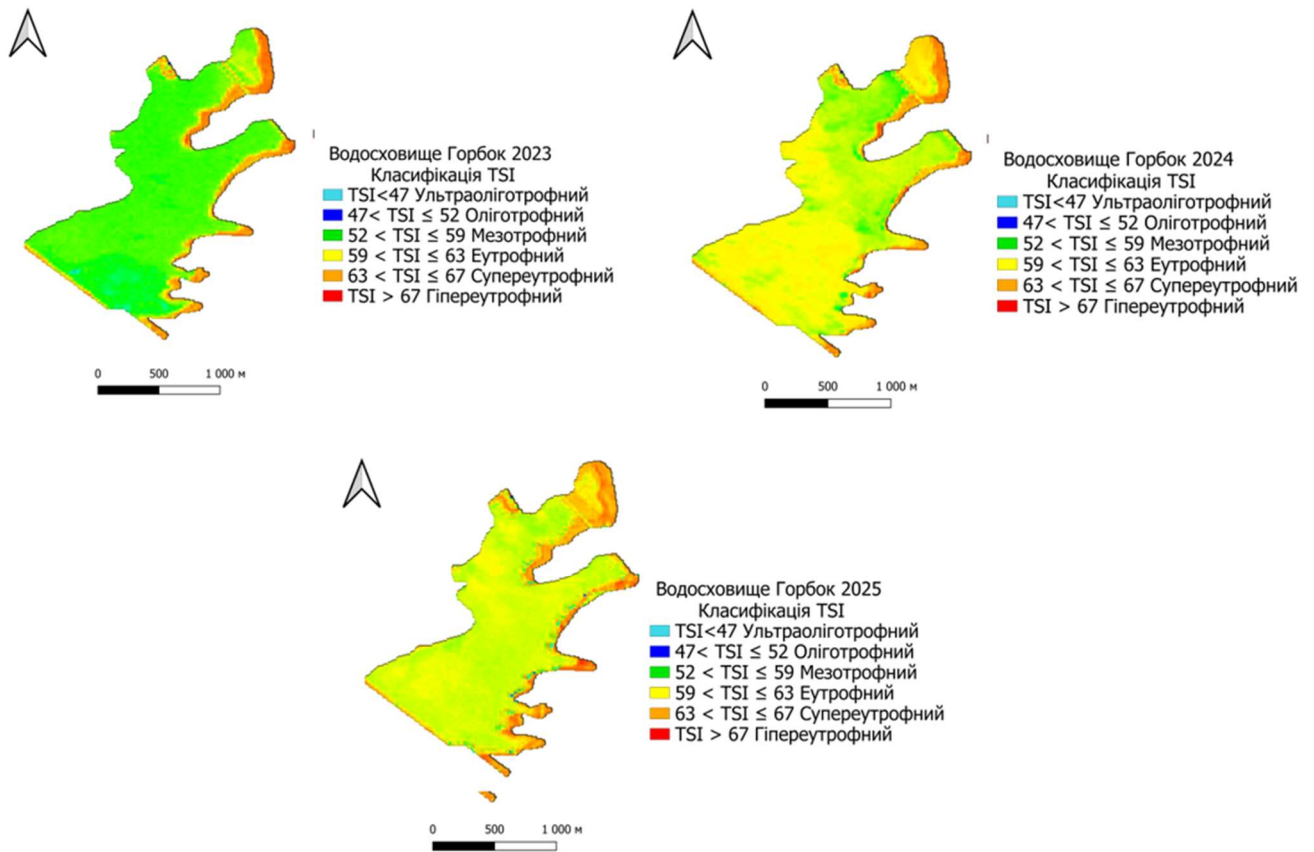 Водосховище Горбок 2023
Класифікація TSI
TSI<47 Ультраоліготрофний
47< TSI ≤ 52 Оліготрофний
52 < TSI ≤ 59 Мезотрофний
59 < TSI ≤ 63 Еутрофний
63 < TSI ≤ 67 Суперeутрофний
TSI > 67 Гіпереутрофний
0 500 1 000 м
Водосховище Горбок 2024
Класифікація TSI
TSI<47 Ультраоліготрофний
47< TSI ≤ 52 Оліготрофний
52 < TSI ≤ 59 Мезотрофний
59 < TSI ≤ 63 Еутрофний
63 < TSI ≤ 67 Супереутрофний
TSI > 67 Гіпереутрофний
0 500 1 000 м
Водосховище Горбок 2025
Класифікація TSI
TSI<47 Ультраоліготрофний
47< TSI ≤ 52 Оліготрофний
52 < TSI ≤ 59 Мезотрофний
59 < TSI ≤ 63 Еутрофний
63 < TSI ≤ 67 Супереутрофний
TSI > 67 Гіпереутрофний
0 500 1 000 м